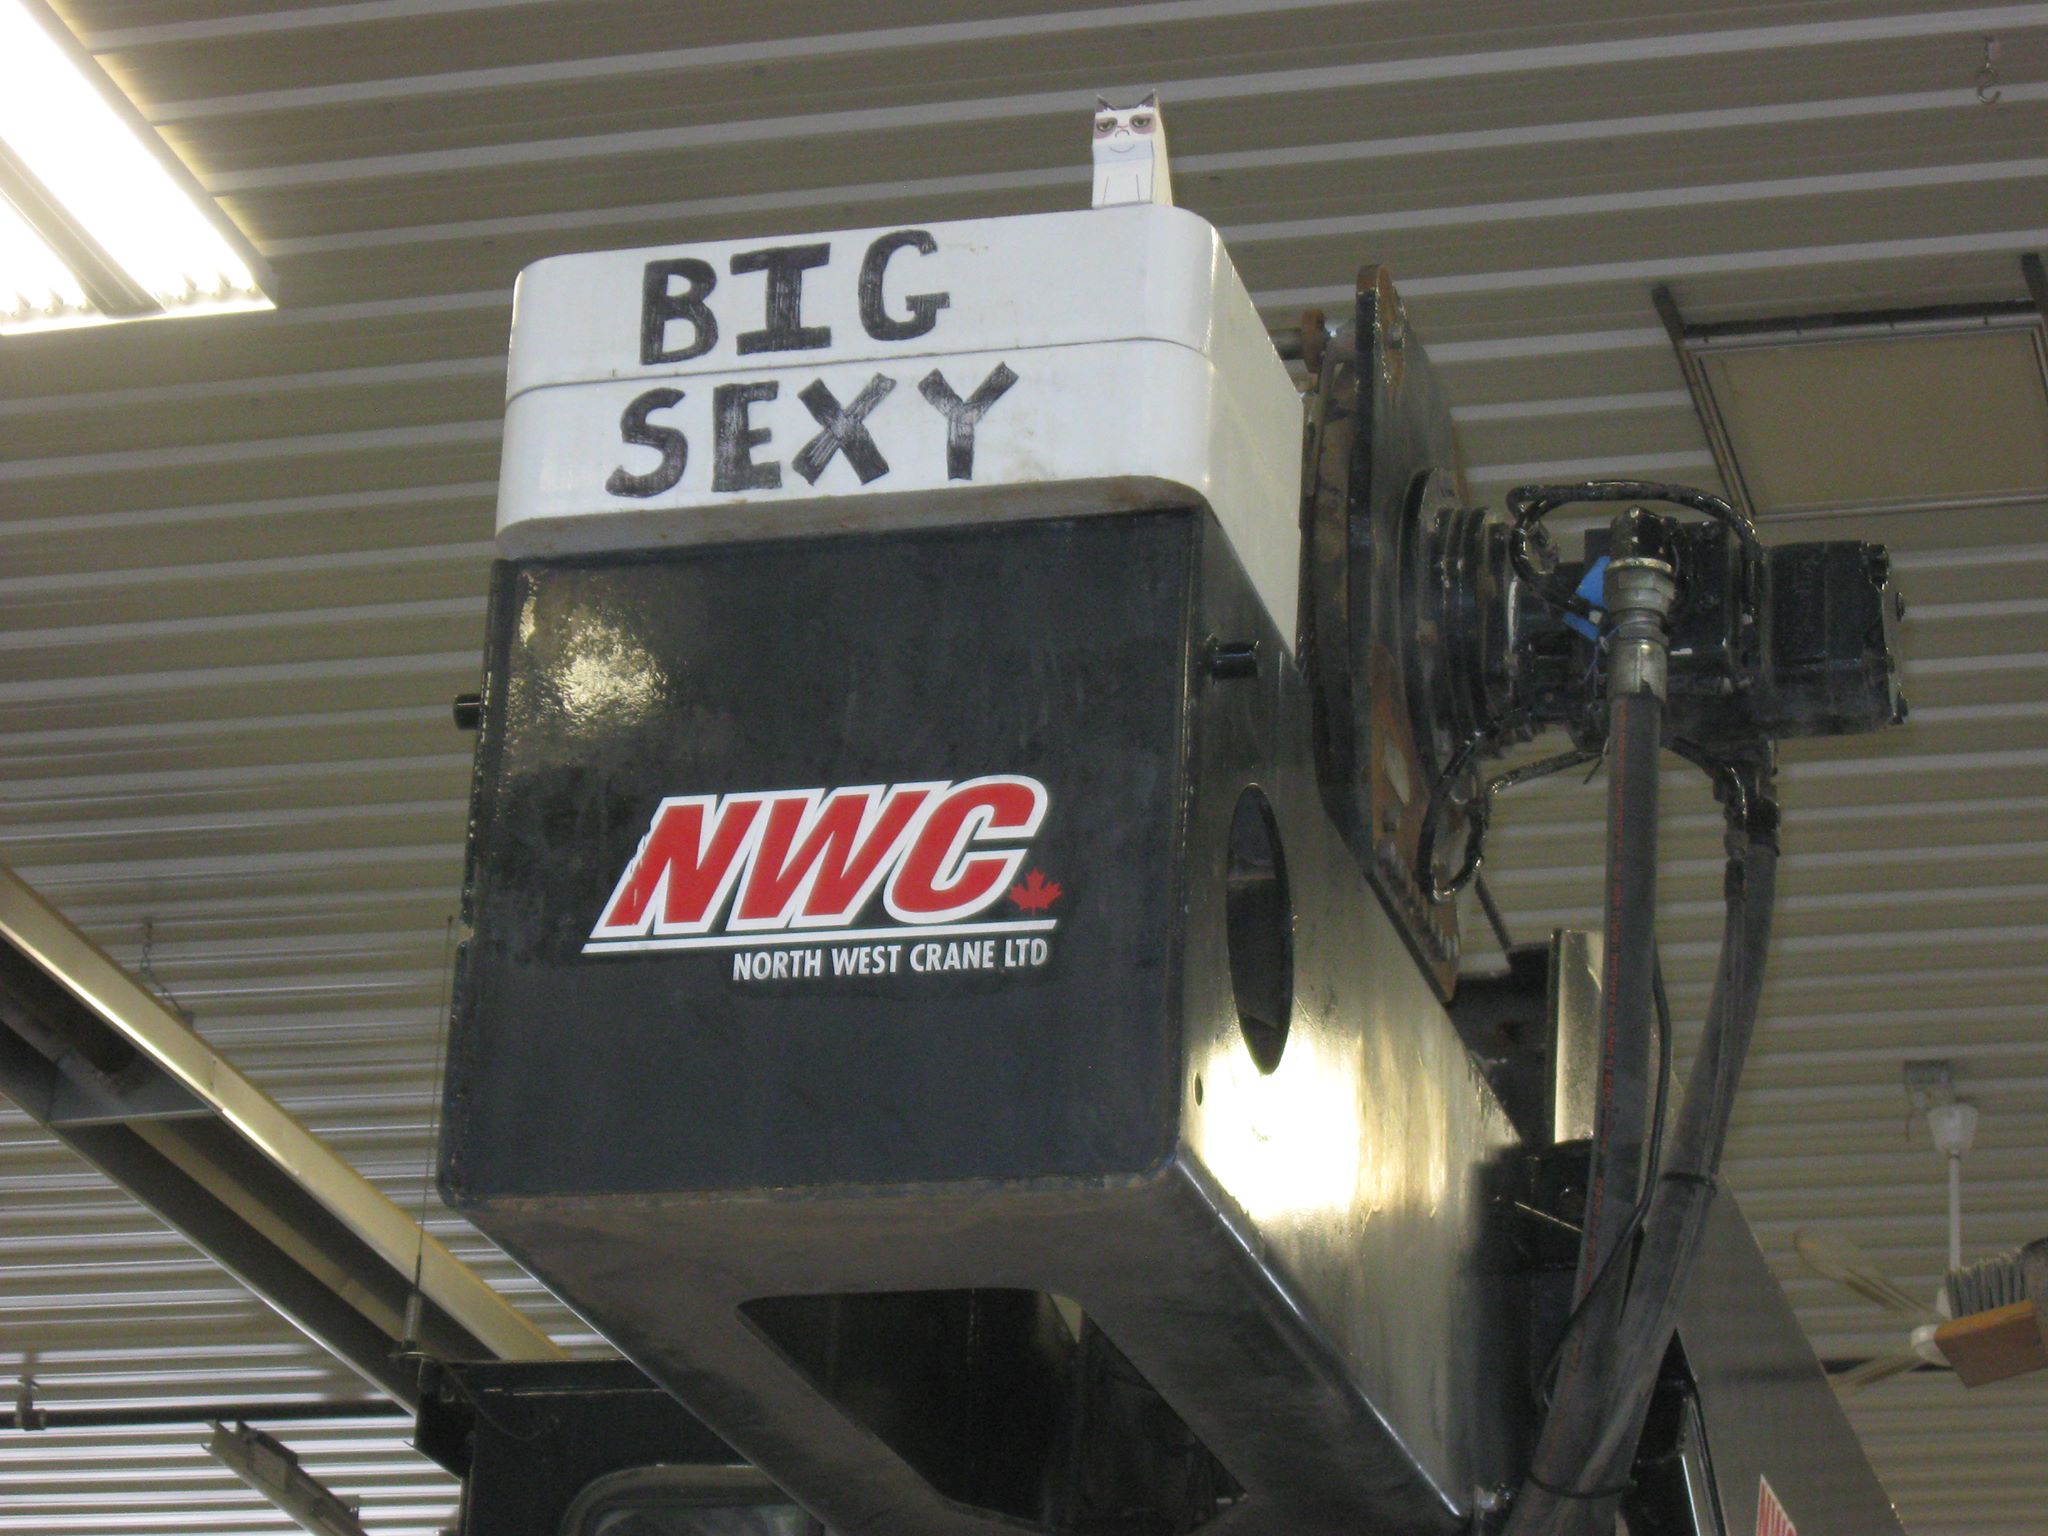 BIG
SEXY
NWC
NORTH WEST CRANE LTD